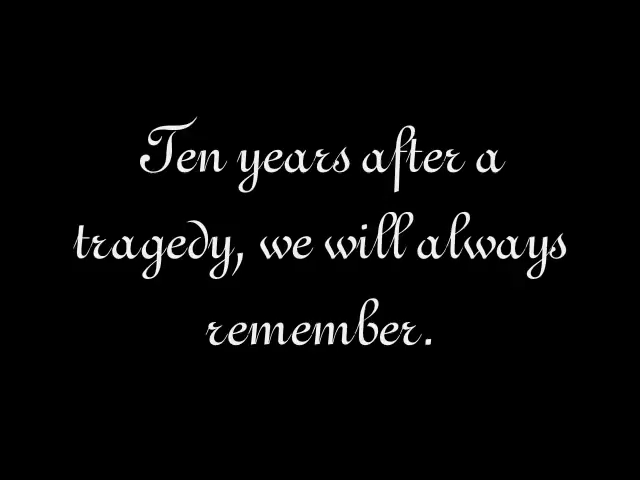 Ten years after a
tragedy, we will always
remember.